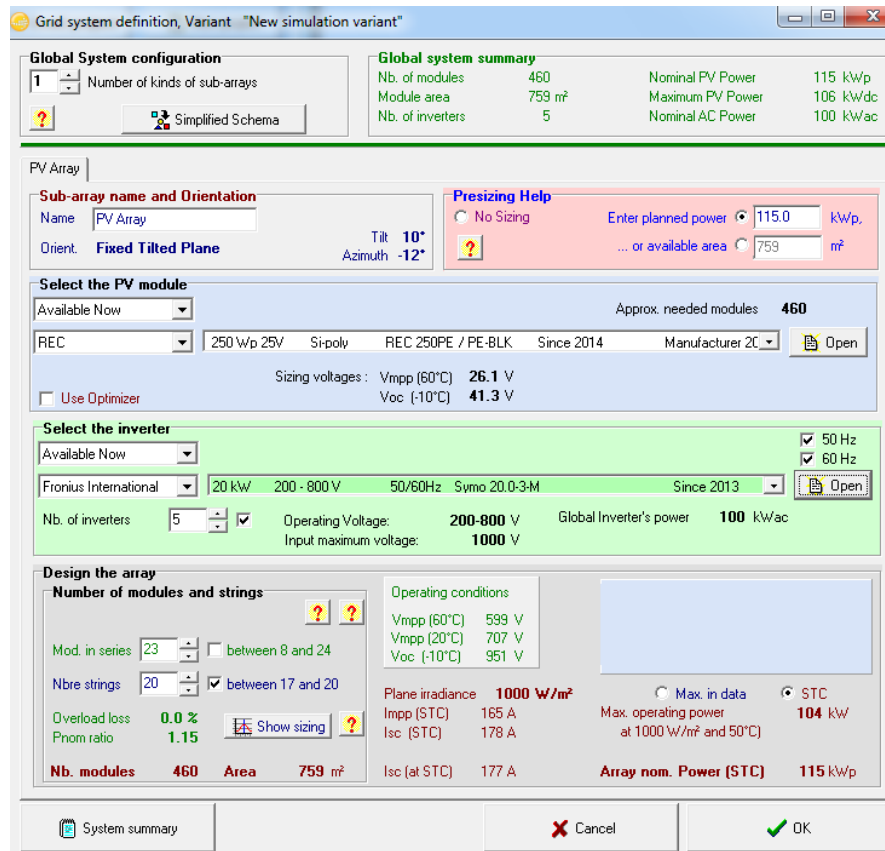 Grid system definition, Variant "New simulation variant"
Global System configuration
1 Number of kinds of sub-arrays
? Simplified Schema
Global system summary
Nb. of modules 460 Nominal PV Power 115 kWp
Module area 759 m² Maximum PV Power 106 kWdc
Nb. of inverters 5 Nominal AC Power 100 kWac
PV Array
Sub-array name and Orientation
Name PV Array
Orient. Fixed Tilted Plane Tilt 10°
Azimuth -12°
Presizing Help
No Sizing Enter planned power 115.0 kWp,
? ... or available area 759 m²
Select the PV module
Available Now Approx. needed modules 460
REC 250 Wp 25V Si-poly REC 250PE / PE-BLK Since 2014 Manufacturer 20 Open
Sizing voltages : Vmpp (60°C) 26.1 V
Use Optimizer Voc (-10°C) 41.3 V
Select the inverter
Available Now 50 Hz
60 Hz
Fronius International 20 kW 200 - 800 V 50/60Hz Symo 20.0-3-M Since 2013 Open
Nb. of inverters 5 Operating Voltage: 200-800 V Global Inverter's power 100 kWac
Input maximum voltage: 1000 V
Design the array
Number of modules and strings
? ?
Mod. in series 23 between 8 and 24
Nbre strings 20 between 17 and 20
Overload loss 0.0 %
Pnom ratio 1.15 Show sizing ?
Nb. modules 460 Area 759 m²
Operating conditions
Vmpp (60°C) 599 V
Vmpp (20°C) 707 V
Voc (-10°C) 951 V
Plane irradiance 1000 W/m² Max. in data STC
Impp (STC) 165 A Max. operating power 104 kW
Isc (STC) 178 A at 1000 W/m² and 50°C)
Isc (at STC) 177 A Array nom. Power (STC) 115 kWp
System summary Cancel OK